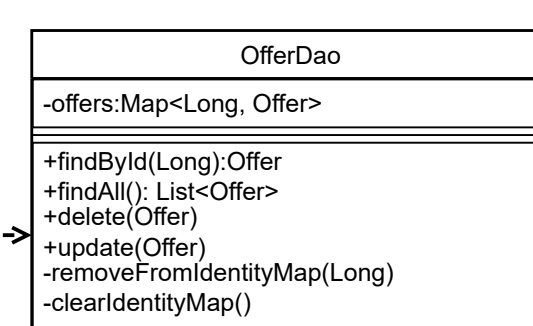 OfferDao
-offers:Map<Long, Offer>
+findById(Long):Offer
+findAll(): List<Offer>
+delete(Offer)
+update(Offer)
-removeFromIdentityMap(Long)
-clearIdentityMap()